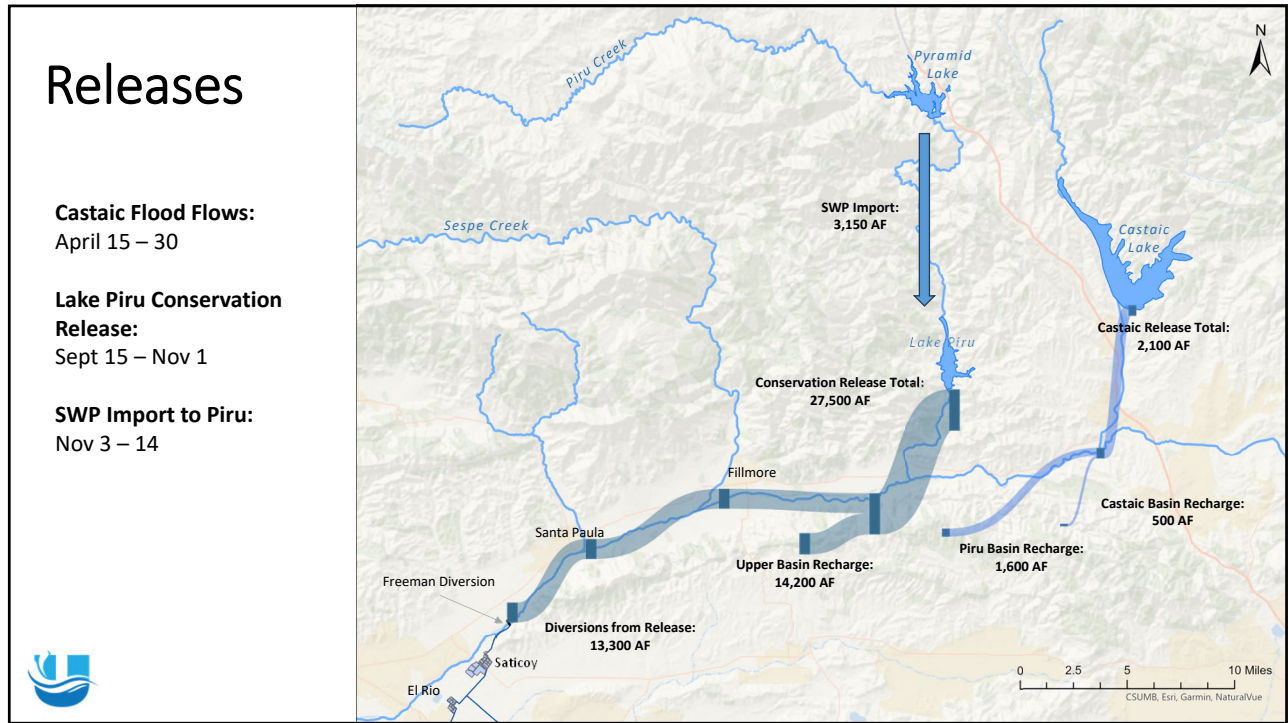 Releases
Castaic Flood Flows:
April 15 – 30
Lake Piru Conservation
Release:
Sept 15 – Nov 1
SWP Import to Piru:
Nov 3 – 14
Piru Creek
Pyramid
Lake
N
SWP Import:
3,150 AF
Sespe Creek
Castaic
Lake
Castaic Release Total:
2,100 AF
Lake Piru
Conservation Release Total:
27,500 AF
Fillmore
Castaic Basin Recharge:
500 AF
Santa Paula
Piru Basin Recharge:
1,600 AF
Upper Basin Recharge:
14,200 AF
Freeman Diversion
Diversions from Release:
13,300 AF
Saticoy
El Rio
0 2.5 5 10 Miles
CSUMB, Esri, Garmin, NaturalVue